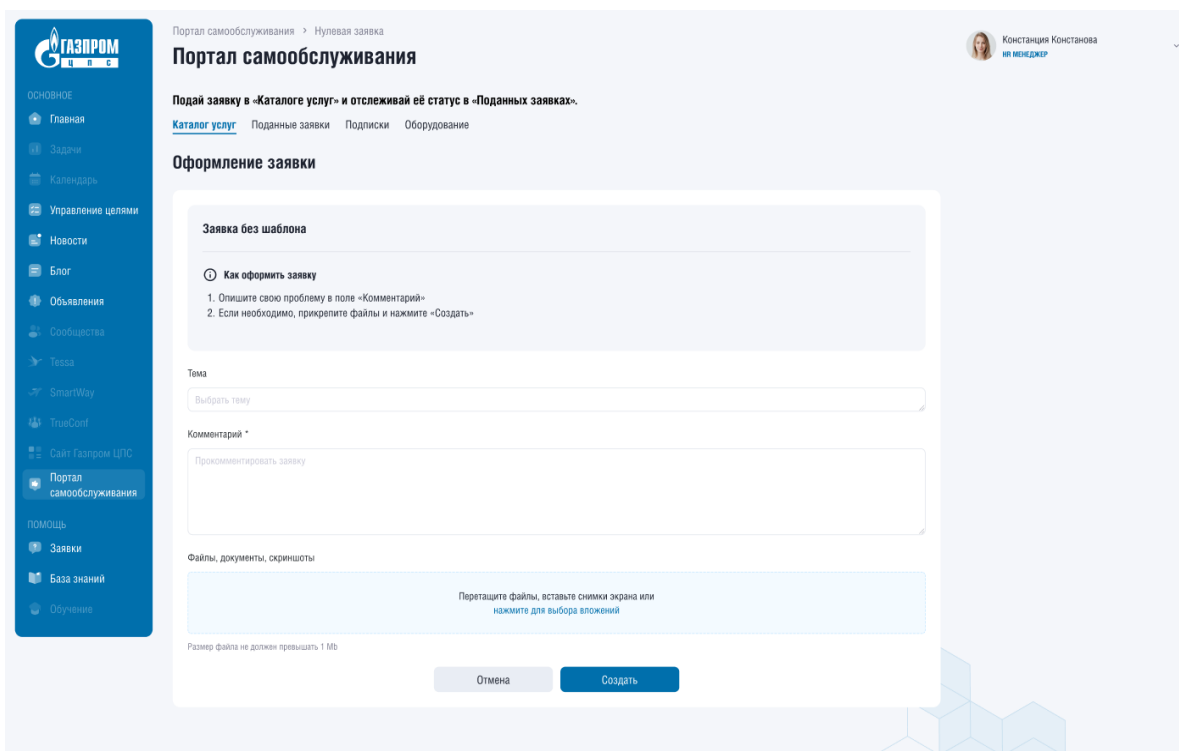 ГАЗПРОМ
ЦПС
ОСНОВНОЕ
Главная
Задачи
Календарь
Управление целями
Новости
Блог
Объявления
Сообщества
Tessa
SmartWay
TrueConf
Сайт Газпром ЦПС
Портал
самообслуживания
ПОМОЩЬ
Заявки
База знаний
Обучение
Портал самообслуживания > Нулевая заявка
Портал самообслуживания
Констанция Констанова
HR МЕНЕДЖЕР
Подай заявку в «Каталоге услуг» и отслеживай её статус в «Поданных заявках».
Каталог услуг Поданные заявки Подписки Оборудование
Оформление заявки
Заявка без шаблона
Как оформить заявку
1. Опишите свою проблему в поле «Комментарий»
2. Если необходимо, прикрепите файлы и нажмите «Создать»
Тема
Выбрать тему
Комментарий *
Прокомментировать заявку
Файлы, документы, скриншоты
Перетащите файлы, вставьте снимки экрана или
нажмите для выбора вложений
Размер файла не должен превышать 1 Mb
Отмена Создать